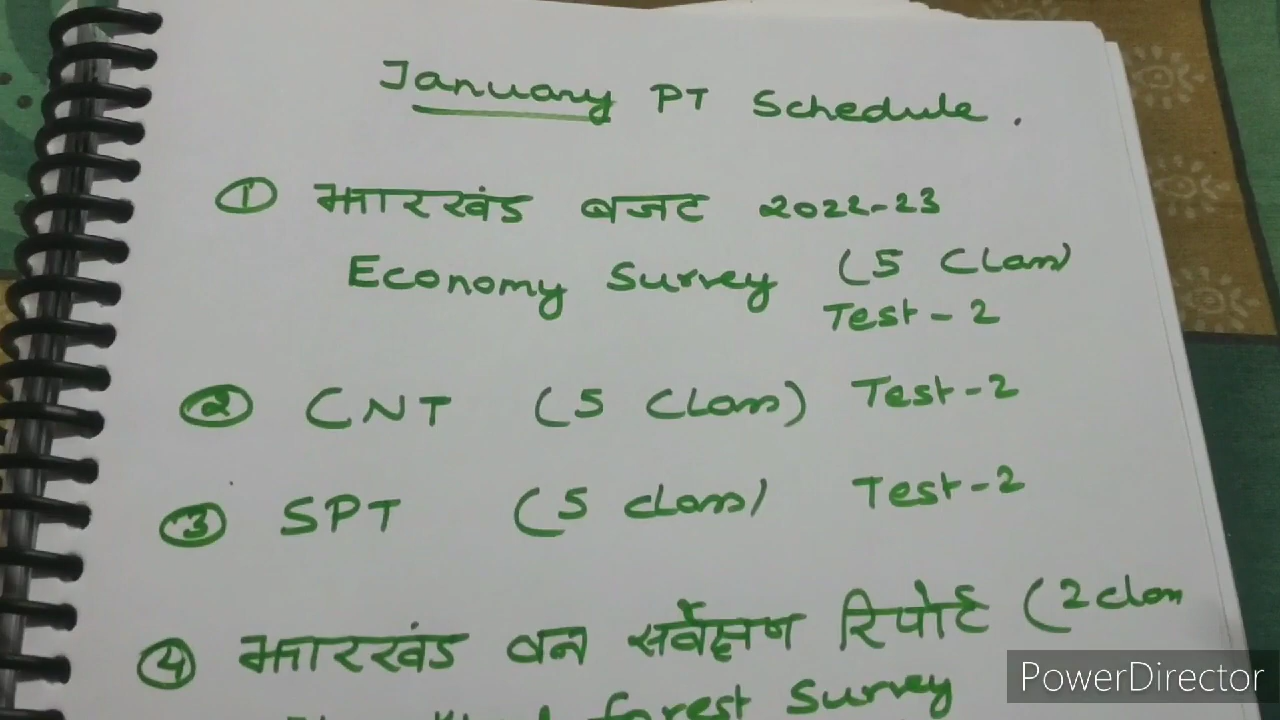 January PT Schedule.
① झारखंड बजट 2022-23
Economy Survey (5 Class)
Test-2
② CNT (5 Class) Test-2
③ SPT (5 class) Test-2
④ झारखंड वन सर्वेक्षण रिपोर्ट (2 class
forest Survey
PowerDirector